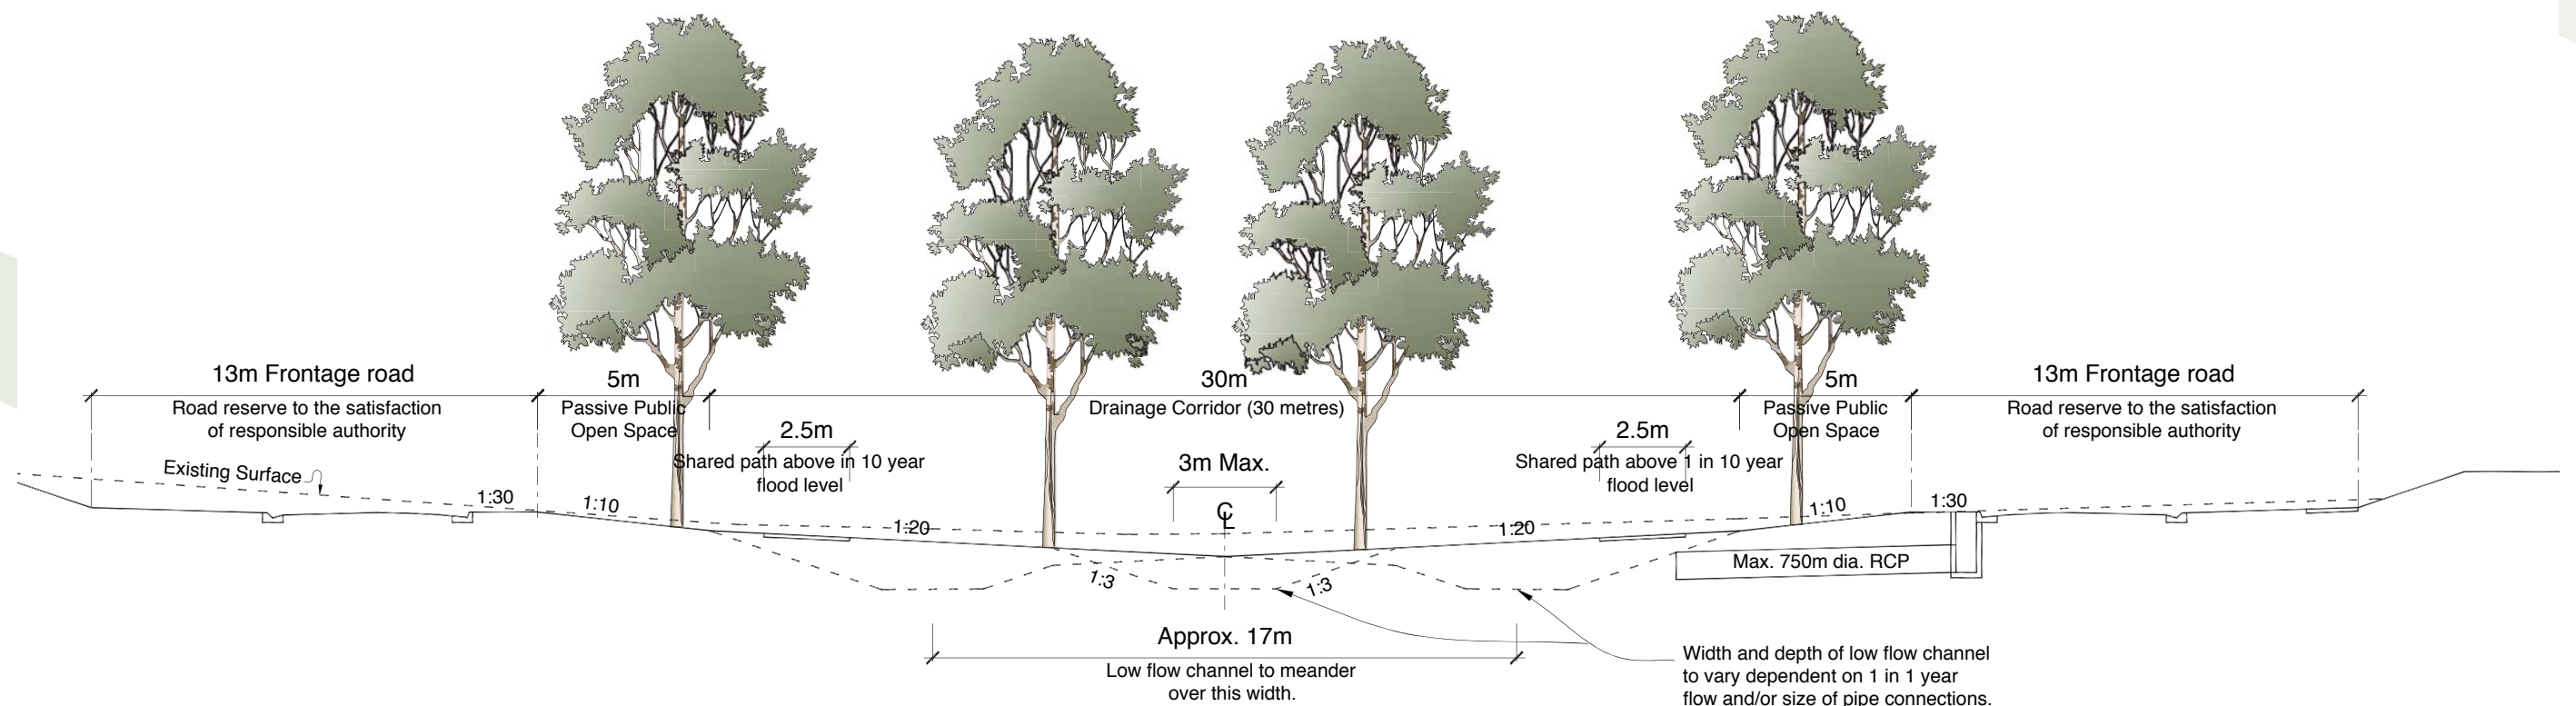 13m Frontage road
Road reserve to the satisfaction
of responsible authority
5m
Passive Public
Open Space
30m
Drainage Corridor (30 metres)
5m
Passive Public
Open Space
13m Frontage road
Road reserve to the satisfaction
of responsible authority
2.5m
Shared path above in 10 year
flood level
3m Max.
2.5m
Shared path above 1 in 10 year
flood level
Existing Surface
1:30
1:10
1:20
CL
1:20
1:10
1:30
1:3
1:3
Max. 750m dia. RCP
Approx. 17m
Low flow channel to meander
over this width.
Width and depth of low flow channel
to vary dependent on 1 in 1 year
flow and/or size of pipe connections.